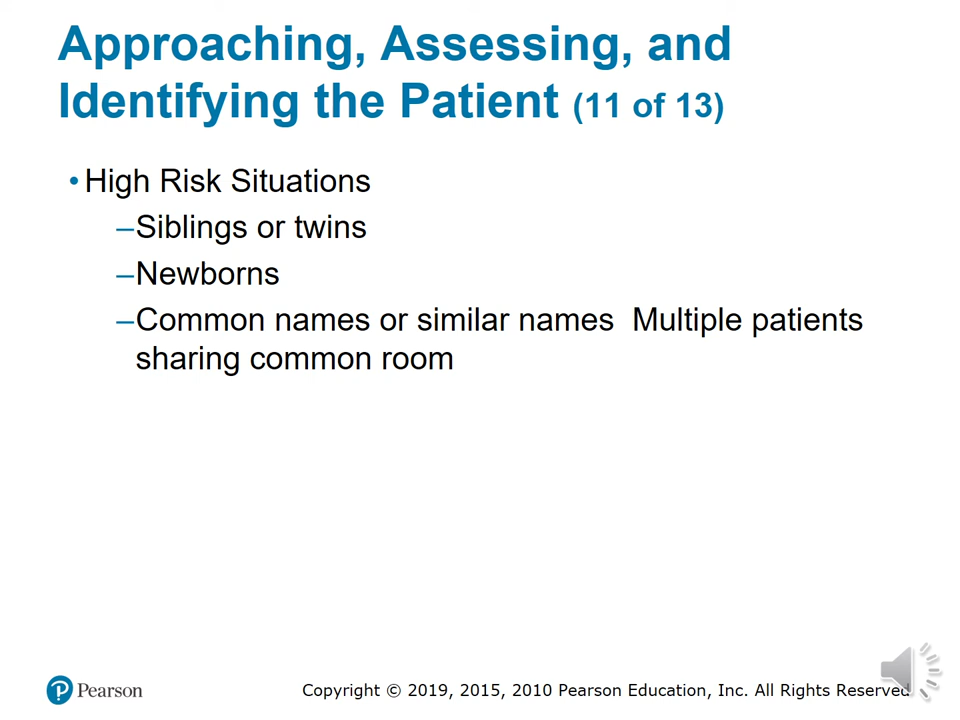 Approaching, Assessing, and
Identifying the Patient (11 of 13)
•High Risk Situations
–Siblings or twins
–Newborns
–Common names or similar names  Multiple patients
sharing common room
Pearson
Copyright © 2019, 2015, 2010 Pearson Education, Inc. All Rights Reserved